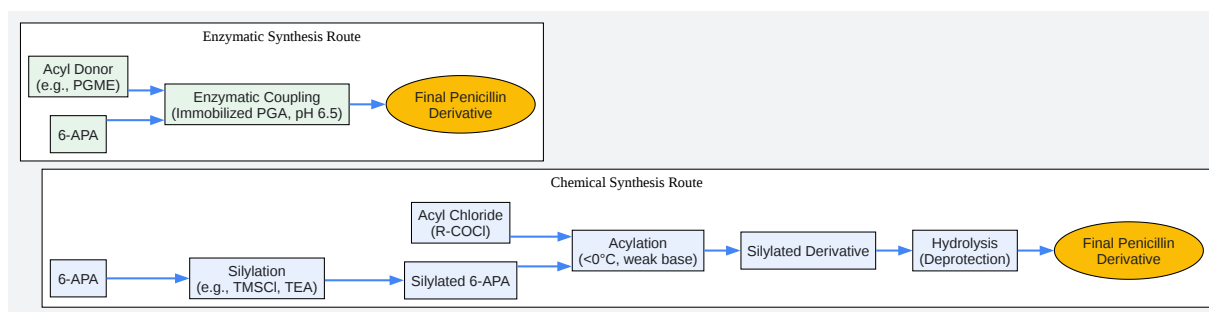 Enzymatic Synthesis Route
Acyl Donor
(e.g., PGME)
6-APA
Enzymatic Coupling
(Immobilized PGA, pH 6.5)
Final Penicillin
Derivative
Chemical Synthesis Route
6-APA
Silylation
(e.g., TMSCl, TEA)
Acyl Chloride
(R-COCl)
Silylated 6-APA
Acylation
(<0°C, weak base)
Silylated Derivative
Hydrolysis
(Deprotection)
Final Penicillin
Derivative